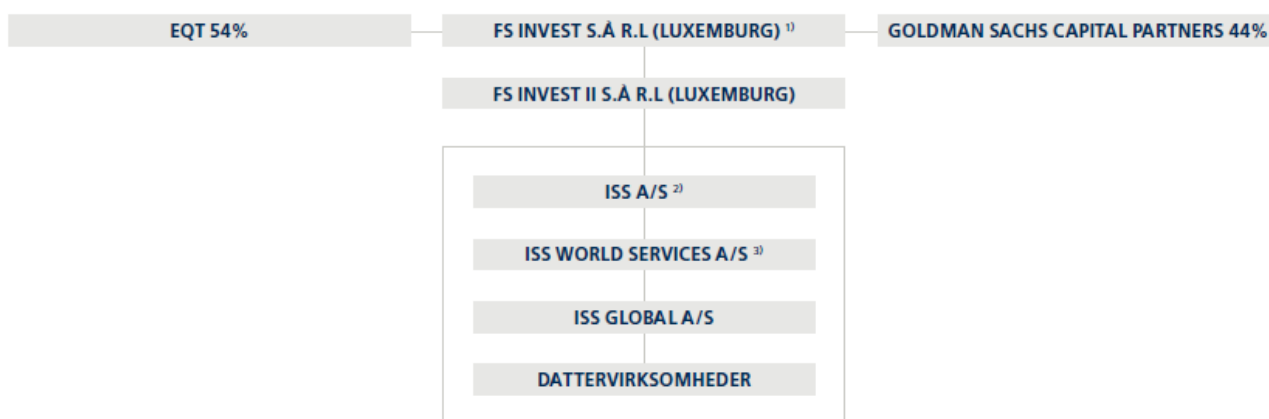 EQT 54%
FS INVEST S.À R.L (LUXEMBURG) ¹⁾
GOLDMAN SACHS CAPITAL PARTNERS 44%
FS INVEST II S.À R.L (LUXEMBURG)
ISS A/S ²⁾
ISS WORLD SERVICES A/S ³⁾
ISS GLOBAL A/S
DATTERVIRKSOMHEDER